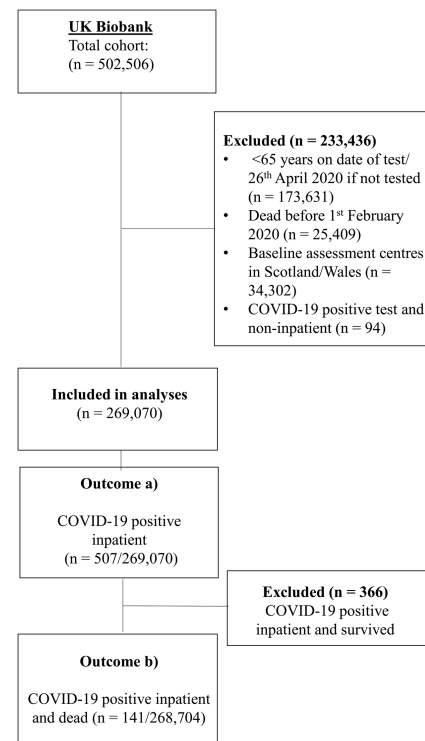 UK Biobank
Total cohort:
(n = 502,506)
Excluded (n = 233,436)
• <65 years on date of test/
26th April 2020 if not tested
(n = 173,631)
• Dead before 1st February
2020 (n = 25,409)
• Baseline assessment centres
in Scotland/Wales (n =
34,302)
• COVID-19 positive test and
non-inpatient (n = 94)
Included in analyses
(n = 269,070)
Outcome a)
COVID-19 positive
inpatient
(n = 507/269,070)
Excluded (n = 366)
COVID-19 positive
inpatient and survived
Outcome b)
COVID-19 positive inpatient
and dead (n = 141/268,704)